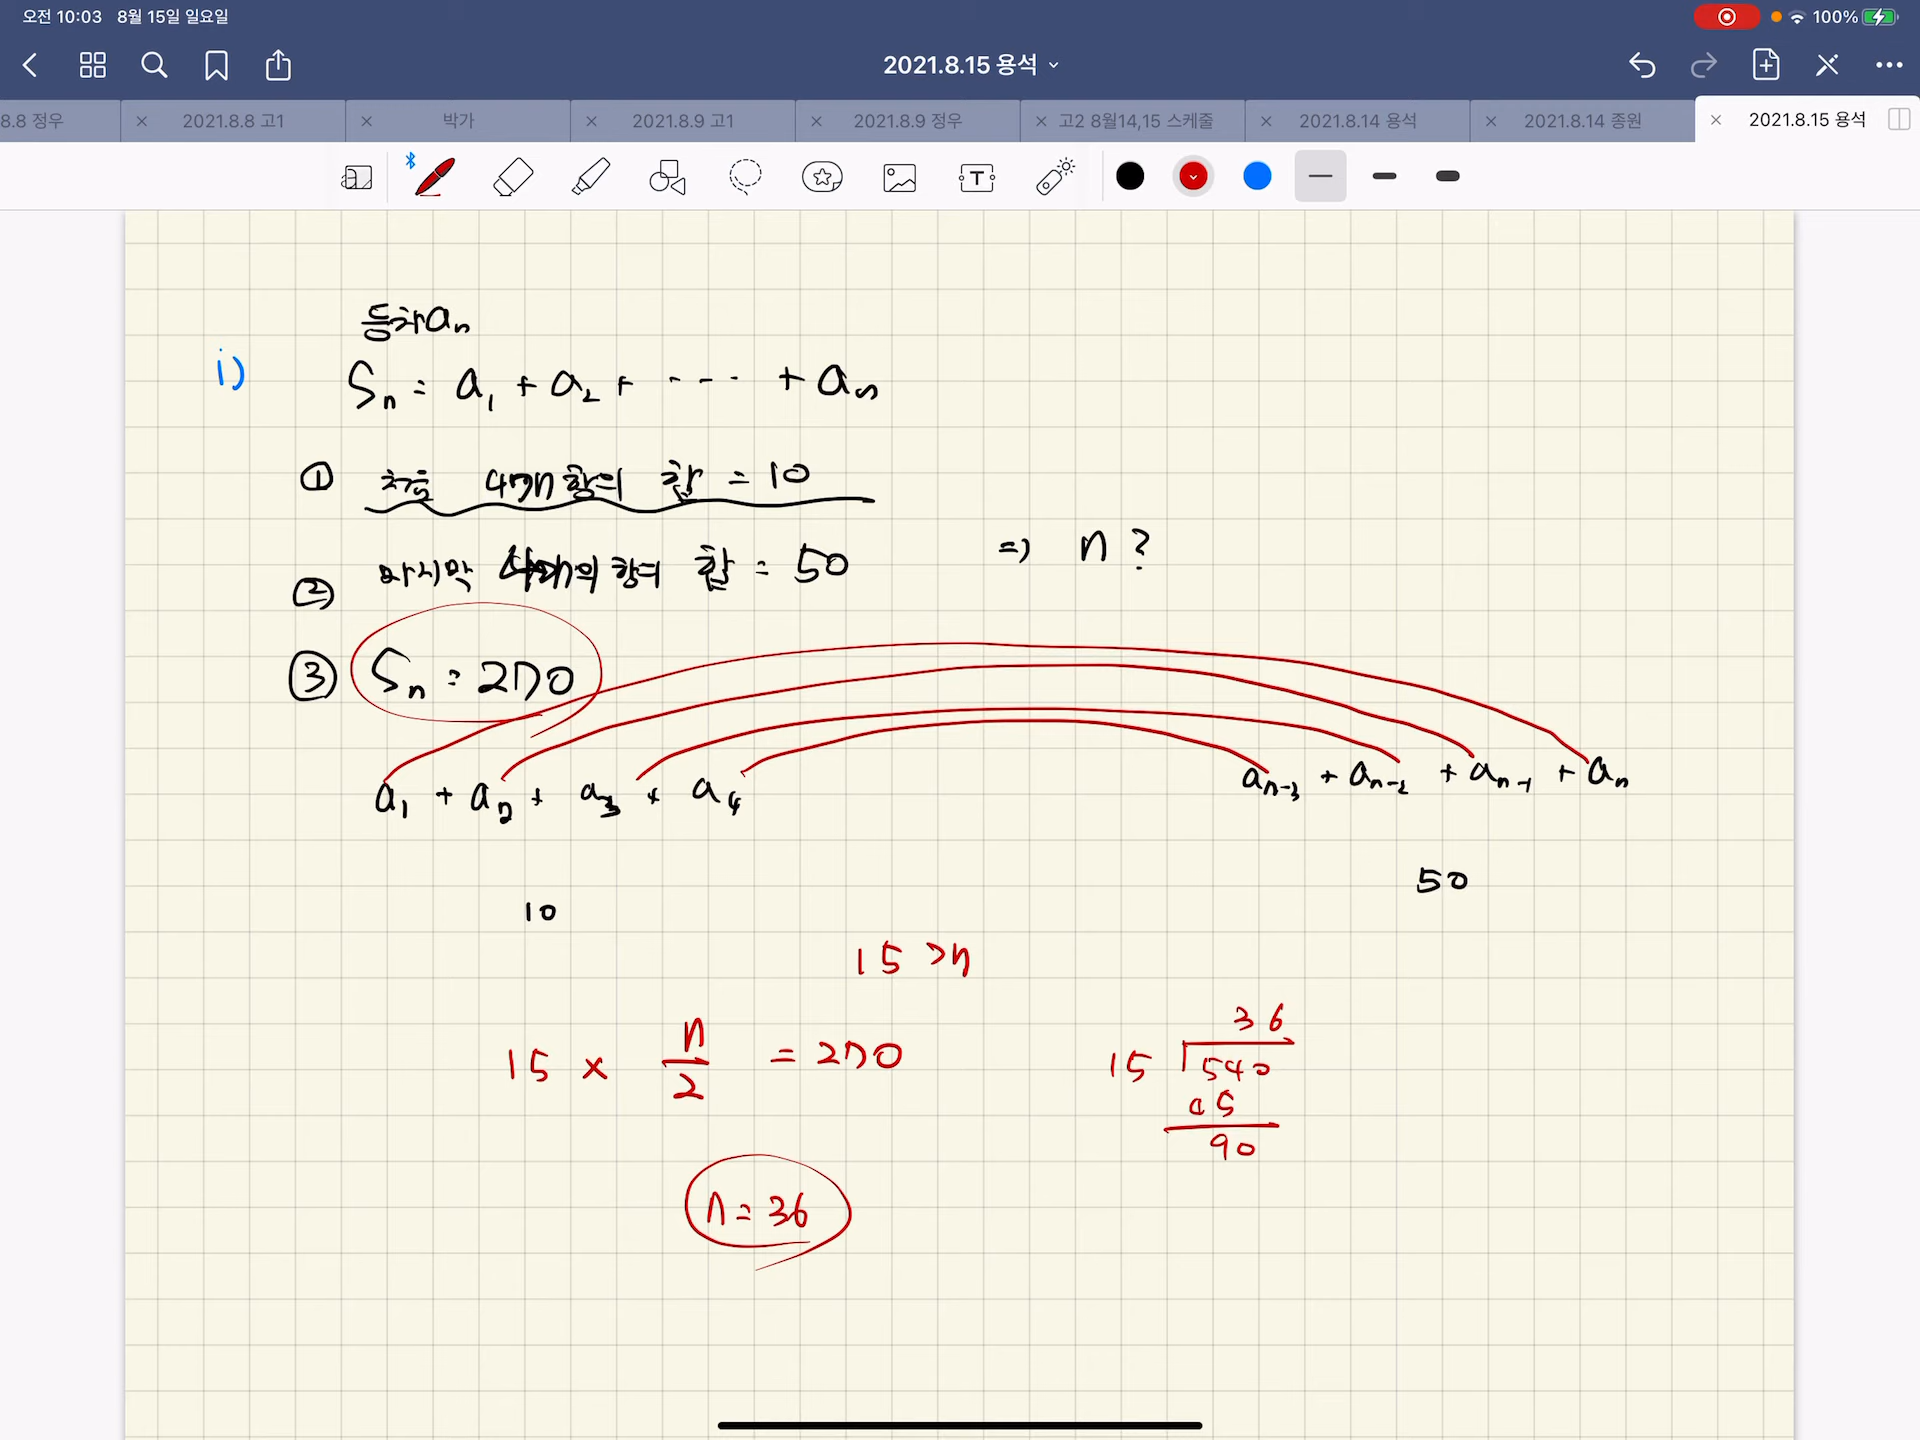 오전 10:03 8월 15일 일요일
100%
2021.8.15 용석
8.8 정우
2021.8.8 고1
박가
2021.8.9 고1
2021.8.9 정우
고2 8월14,15 스케줄
2021.8.14 용석
2021.8.14 종원
2021.8.15 용석
등차 aₙ
i) Sₙ = a₁ + a₂ + ---- + aₙ
① 처음 4개 항의 합 = 10
② 마지막 4개의 항의 합 = 50 ⇒ n ?
③ Sₙ = 270
a₁ + a₂ + a₃ + a₄ aₙ₋₃ + aₙ₋₂ + aₙ₋₁ + aₙ
50
10
15 >n
36
15 × n/2 = 270 15 540
45
90
n = 36